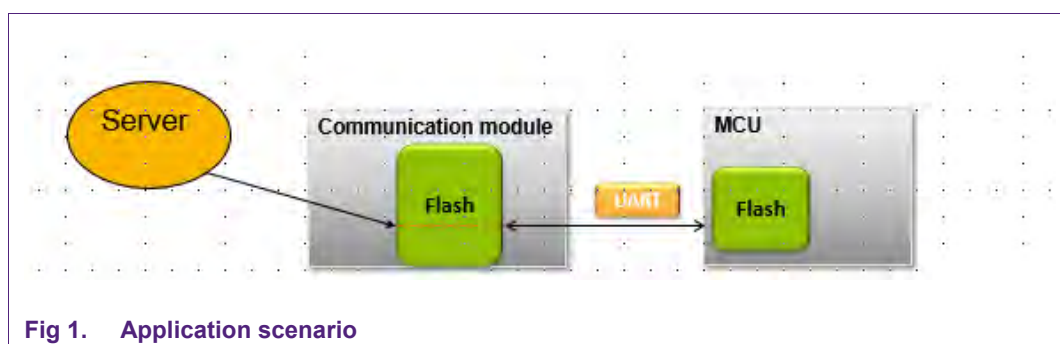 Server
Communication module
MCU
Flash
UART
Flash
Fig 1. Application scenario